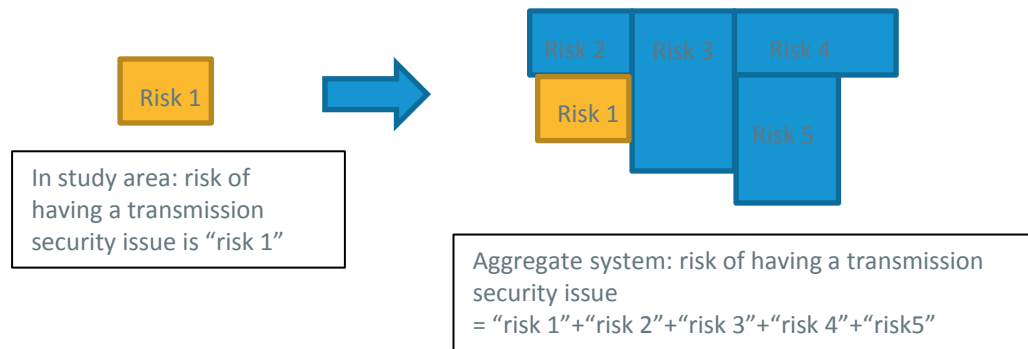 Risk 1
In study area: risk of
having a transmission
security issue is “risk 1”
Risk 2
Risk 3
Risk 4
Risk 1
Risk 5
Aggregate system: risk of having a transmission
security issue
= “risk 1”+“risk 2”+“risk 3”+“risk 4”+“risk5”